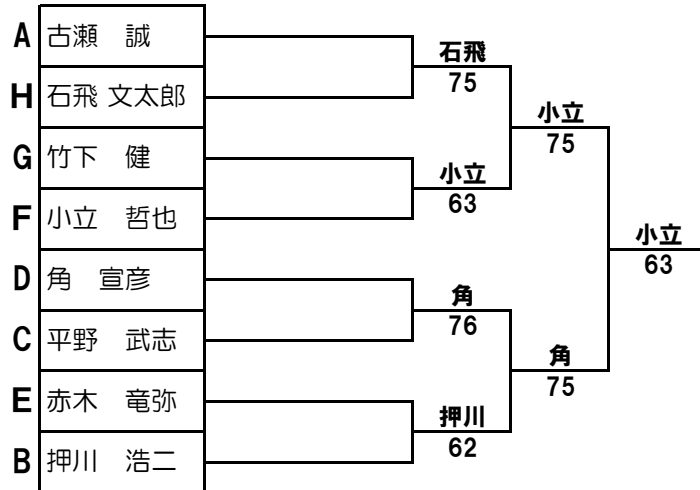 A 古瀬 誠
H 石飛 文太郎
G 竹下 健
F 小立 哲也
D 角 宣彦
C 平野 武志
E 赤木 竜弥
B 押川 浩二
石飛
75
小立
63
角
76
押川
62
小立
75
角
75
小立
63